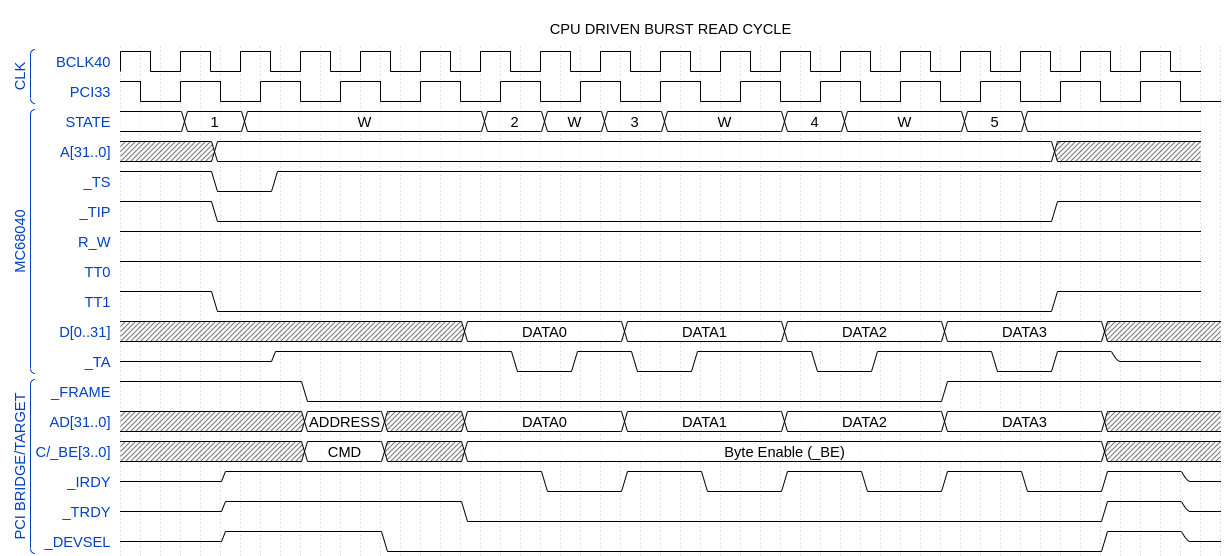 CPU DRIVEN BURST READ CYCLE
CLK
BCLK40
PCI33
MC68040
STATE 1 W 2 W 3 W 4 W 5
A[31..0]
_TS
_TIP
R_W
TT0
TT1
D[0..31] DATA0 DATA1 DATA2 DATA3
_TA
PCI BRIDGE/TARGET
_FRAME
AD[31..0] ADDRESS DATA0 DATA1 DATA2 DATA3
C/_BE[3..0] CMD Byte Enable (_BE)
_IRDY
_TRDY
_DEVSEL